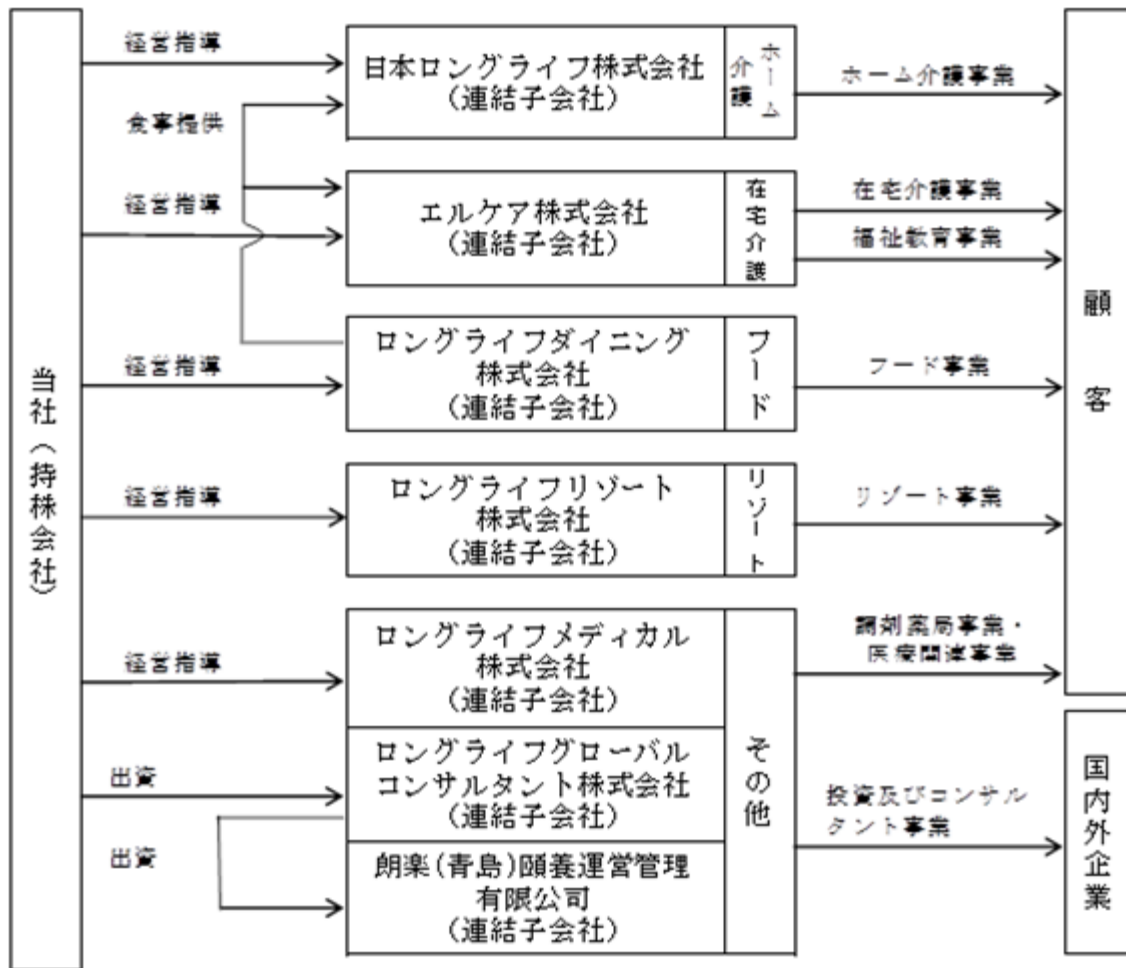 当社（持株会社）
経営指導
日本ロングライフ株式会社
（連結子会社）
ホーム
介護
ホーム介護事業
食事提供
経営指導
エルケア株式会社
（連結子会社）
在宅介護
在宅介護事業
福祉教育事業
経営指導
ロングライフダイニング
株式会社
（連結子会社）
フード
フード事業
経営指導
ロングライフリゾート
株式会社
（連結子会社）
リゾート
リゾート事業
経営指導
ロングライフメディカル
株式会社
（連結子会社）
調剤薬局事業・
医療関連事業
出資
ロングライフグローバル
コンサルタント株式会社
（連結子会社）
その他
投資及びコンサル
タント事業
出資
朗楽(青島)頤養運営管理
有限公司
（連結子会社）
顧客
国内外企業